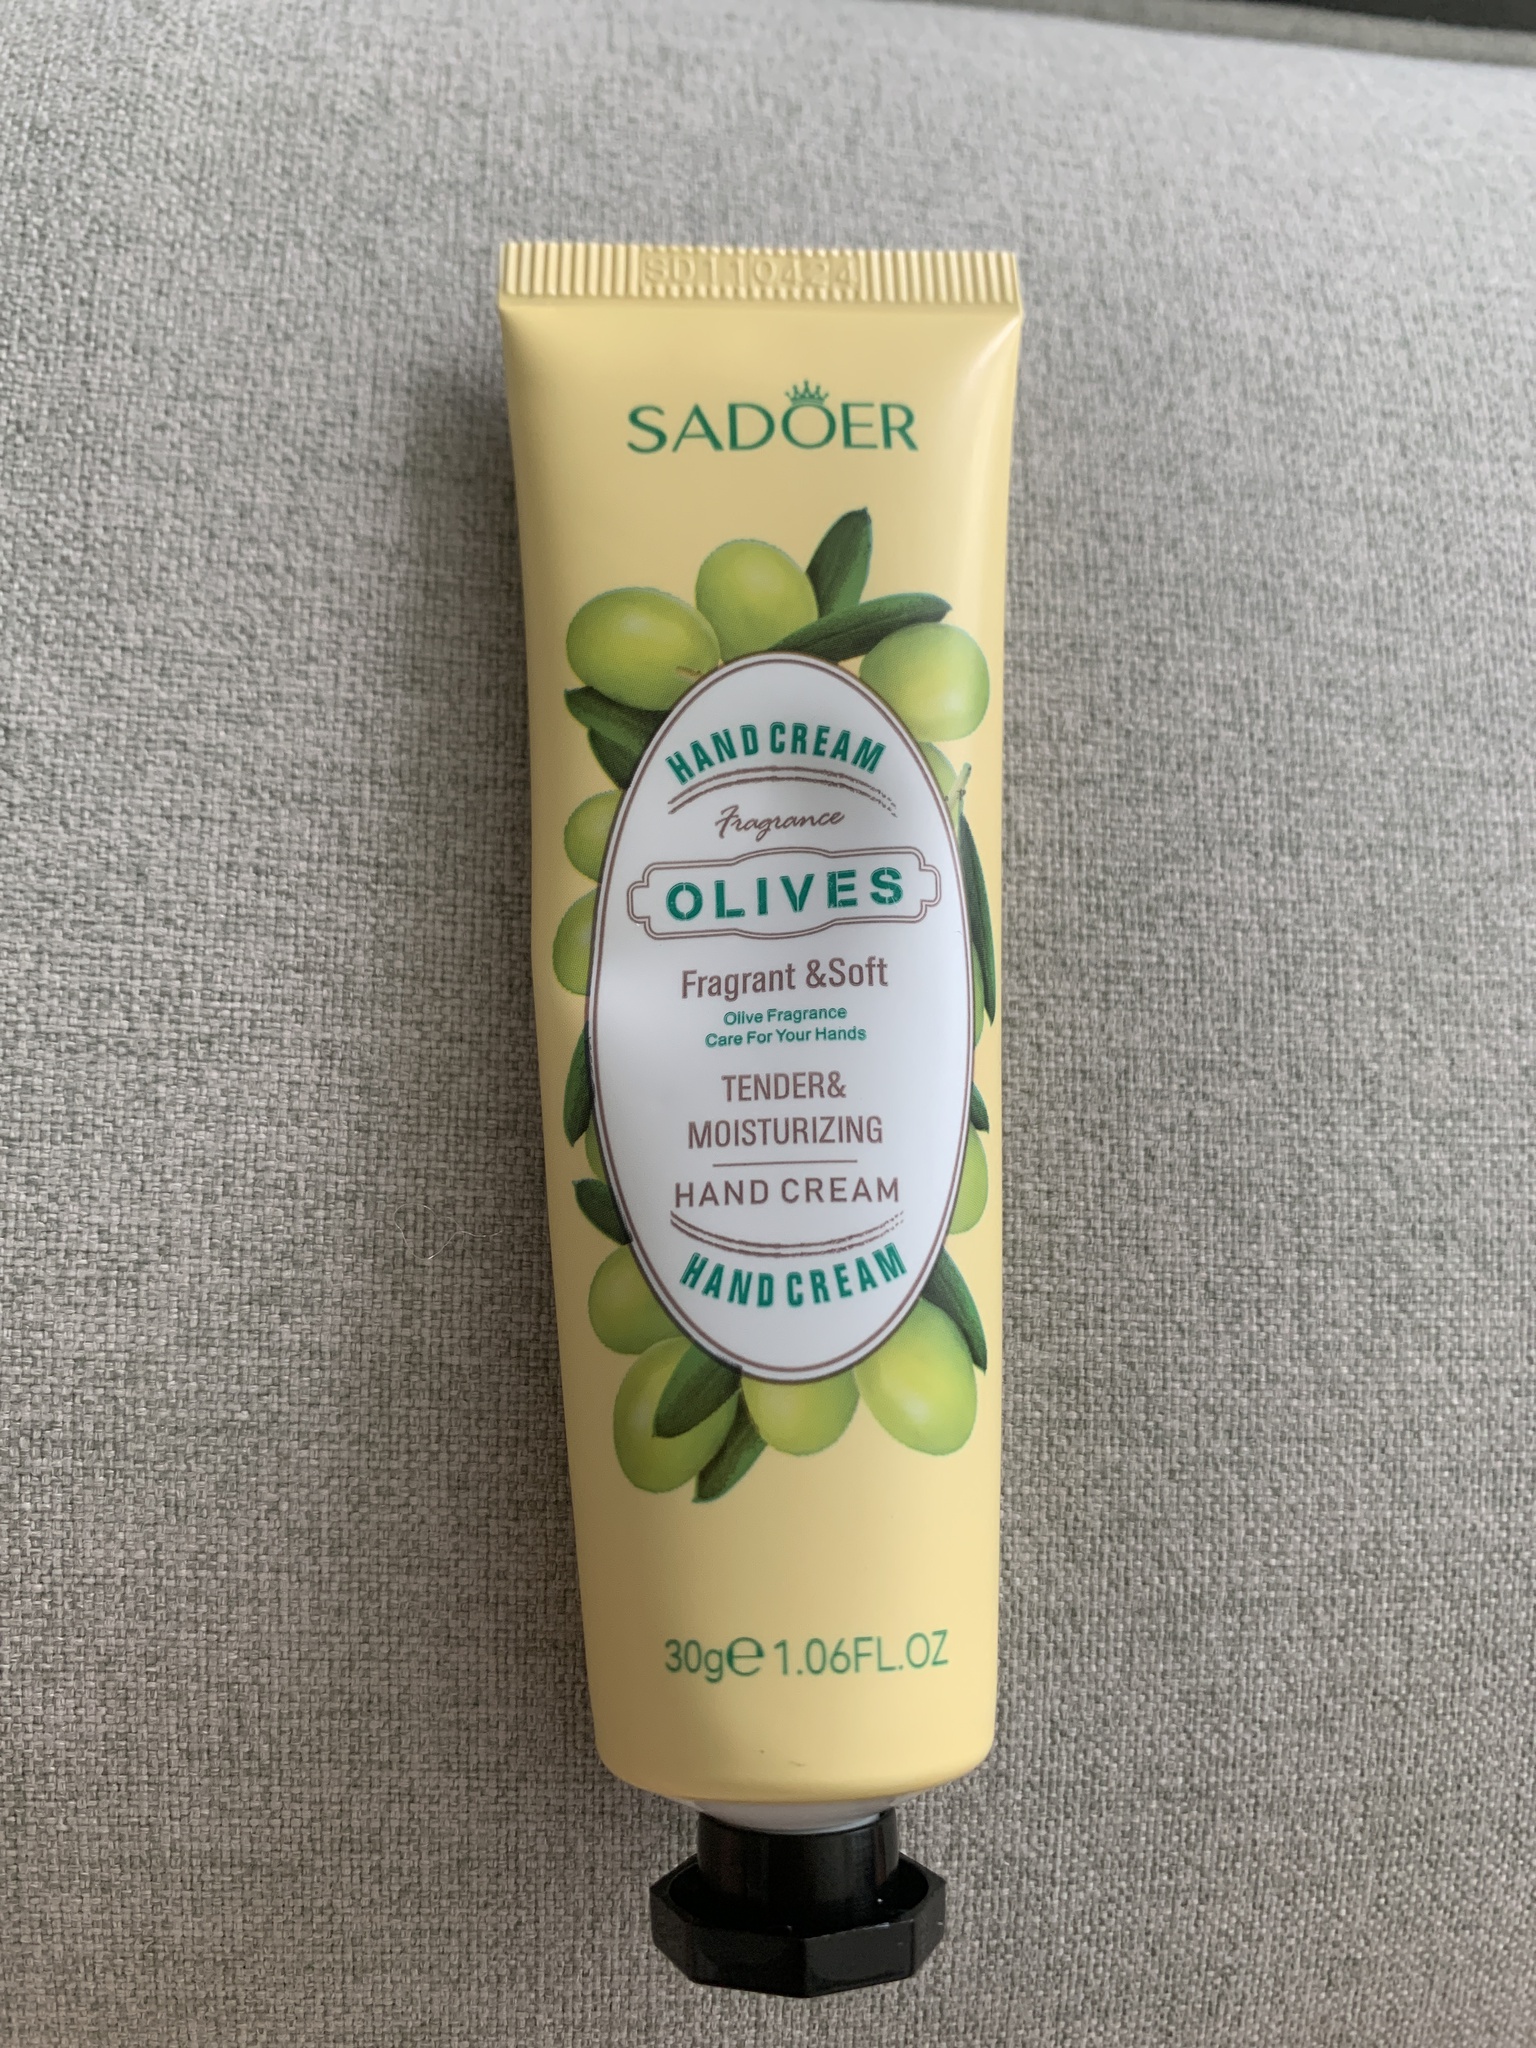 SD110424
SADOER
HAND CREAM
Fragrance
OLIVES
Fragrant &Soft
Olive Fragrance
Care For Your Hands
TENDER&
MOISTURIZING
HAND CREAM
HAND CREAM
30g℮ 1.06FL.OZ